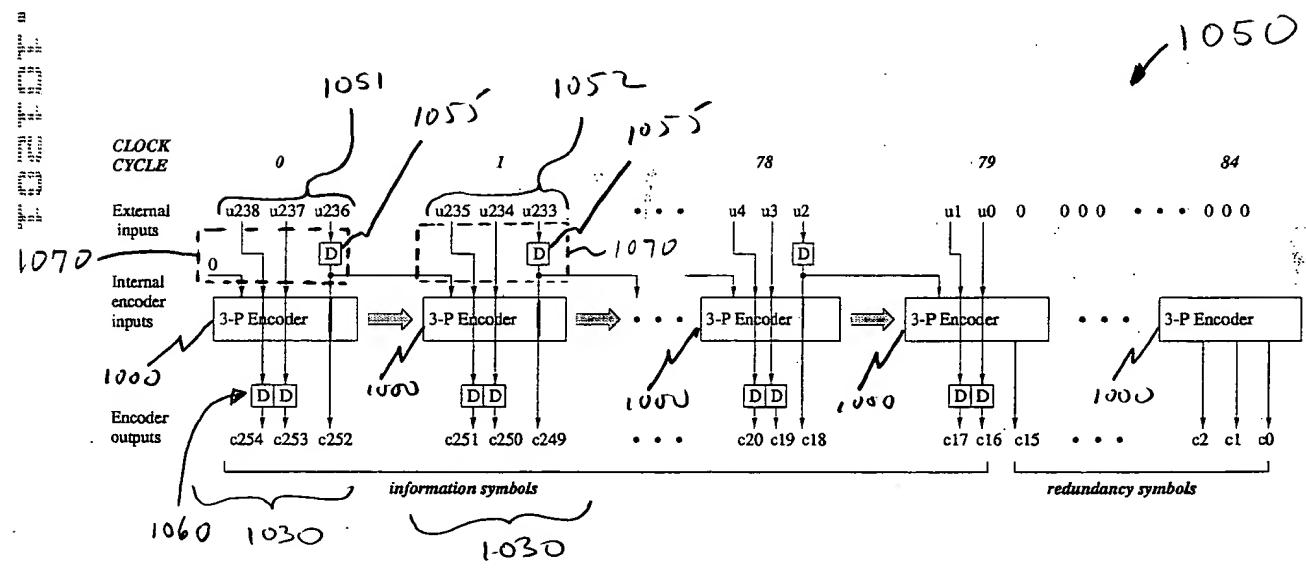 1050
1051
1052
1055
1055
CLOCK CYCLE 0 1 78 79 84
External inputs u238 u237 u236 u235 u234 u233 • • • u4 u3 u2 u1 u0 0 0 0 0 • • • 0 0 0
D D D
1070 1070
0
Internal encoder inputs
3-P Encoder 3-P Encoder • • • 3-P Encoder 3-P Encoder • • • 3-P Encoder
1000 1000 1000 1000 1000
D D D D D D D D
Encoder outputs c254 c253 c252 c251 c250 c249 • • • c20 c19 c18 c17 c16 c15 • • • c2 c1 c0
information symbols redundancy symbols
1060 1030 1030